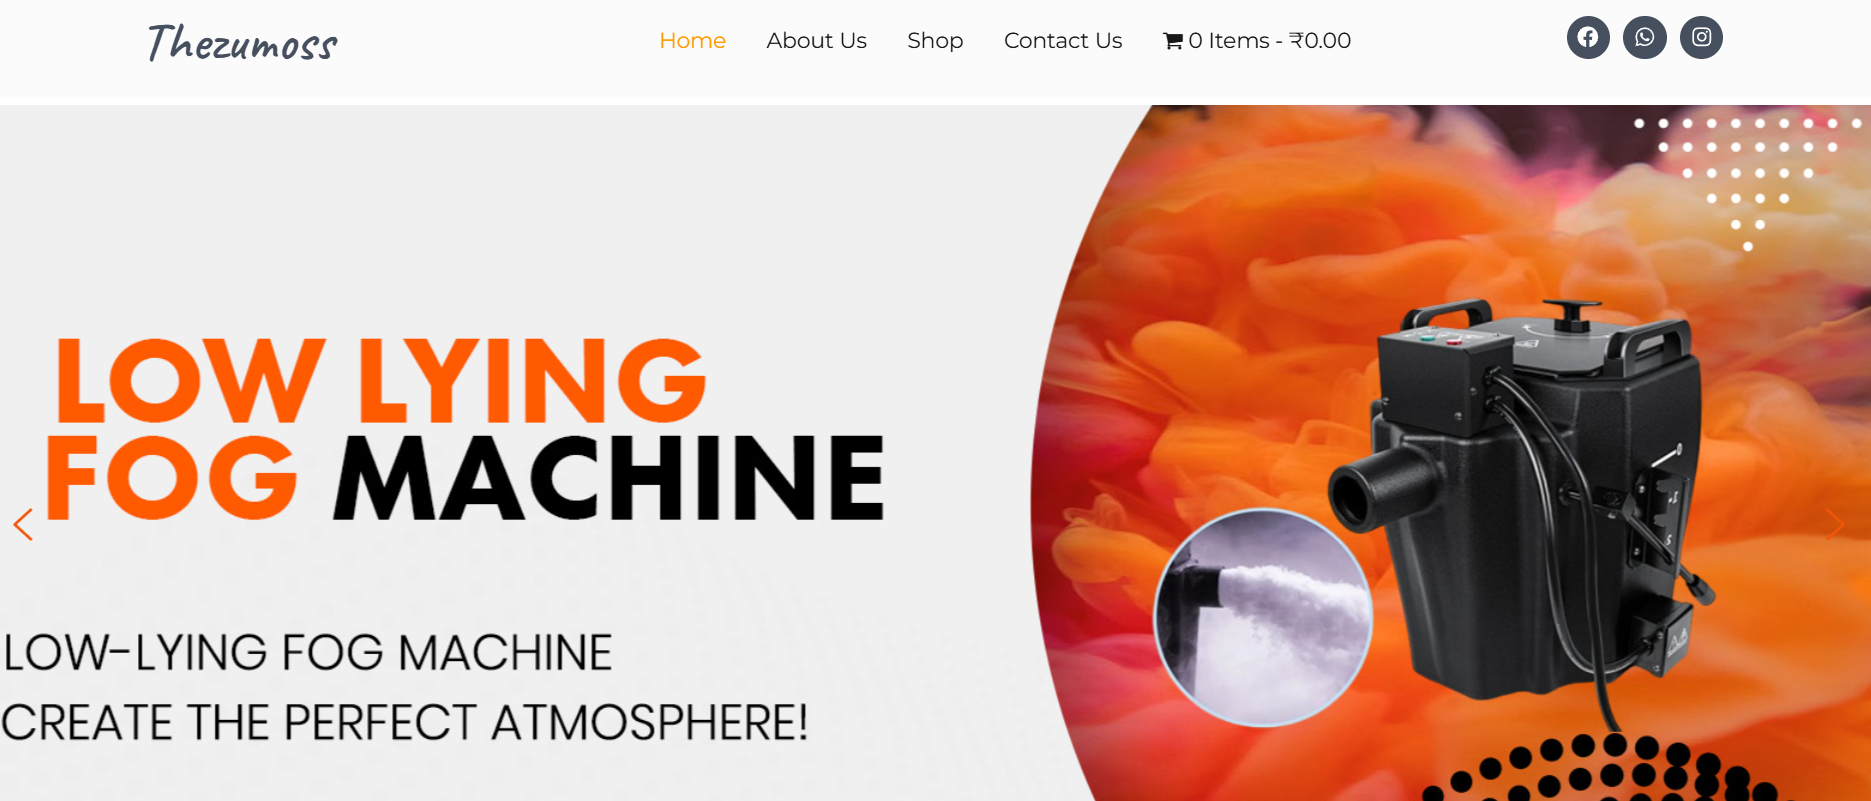 Thezumoss
Home
About Us
Shop
Contact Us
0 Items - ₹0.00
LOW LYING
FOG MACHINE
LOW-LYING FOG MACHINE
CREATE THE PERFECT ATMOSPHERE!